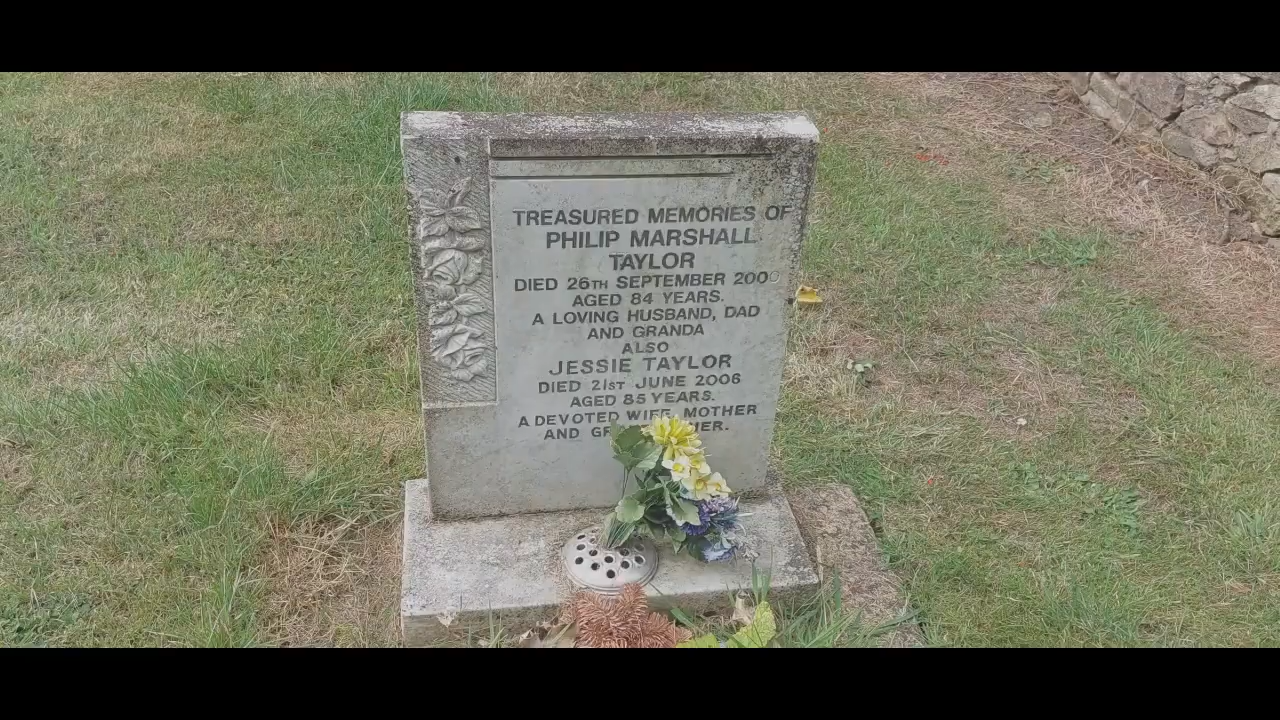 TREASURED MEMORIES OF
PHILIP MARSHALL
TAYLOR
DIED 26TH SEPTEMBER
AGED 84 YEARS.
A LOVING HUSBAND, DAD
AND GRANDA
ALSO
JESSIE TAYLOR
DIED 21ST JUNE 2006
AGED 85 YEARS.
A DEVOTED WIFE, MOTHER
AND